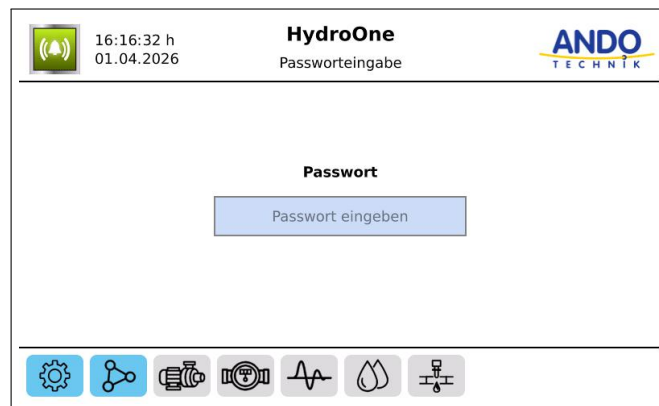 16:16:32 h
01.04.2026
HydroOne
Passworteingabe
ANDO
TECHNIK
Passwort
Passwort eingeben